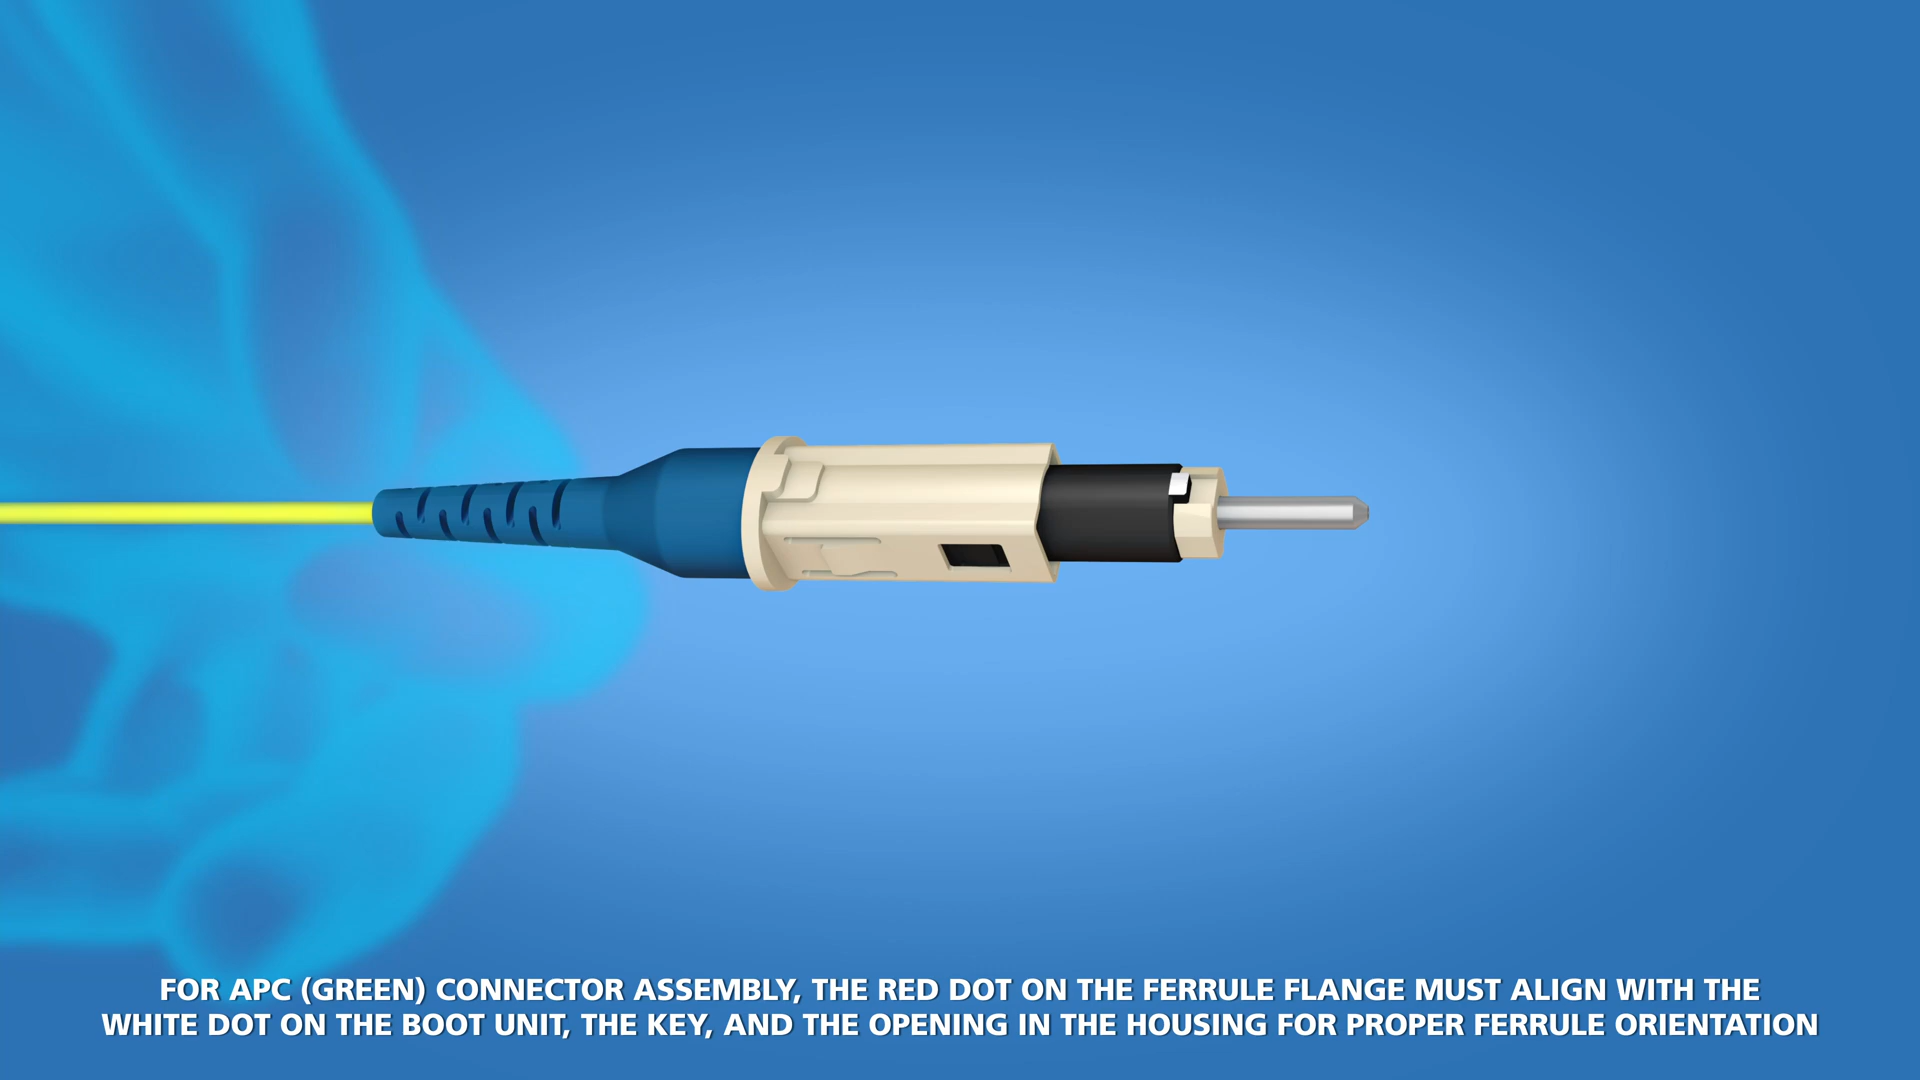 FOR APC (GREEN) CONNECTOR ASSEMBLY, THE RED DOT ON THE FERRULE FLANGE MUST ALIGN WITH THE
WHITE DOT ON THE BOOT UNIT, THE KEY, AND THE OPENING IN THE HOUSING FOR PROPER FERRULE ORIENTATION